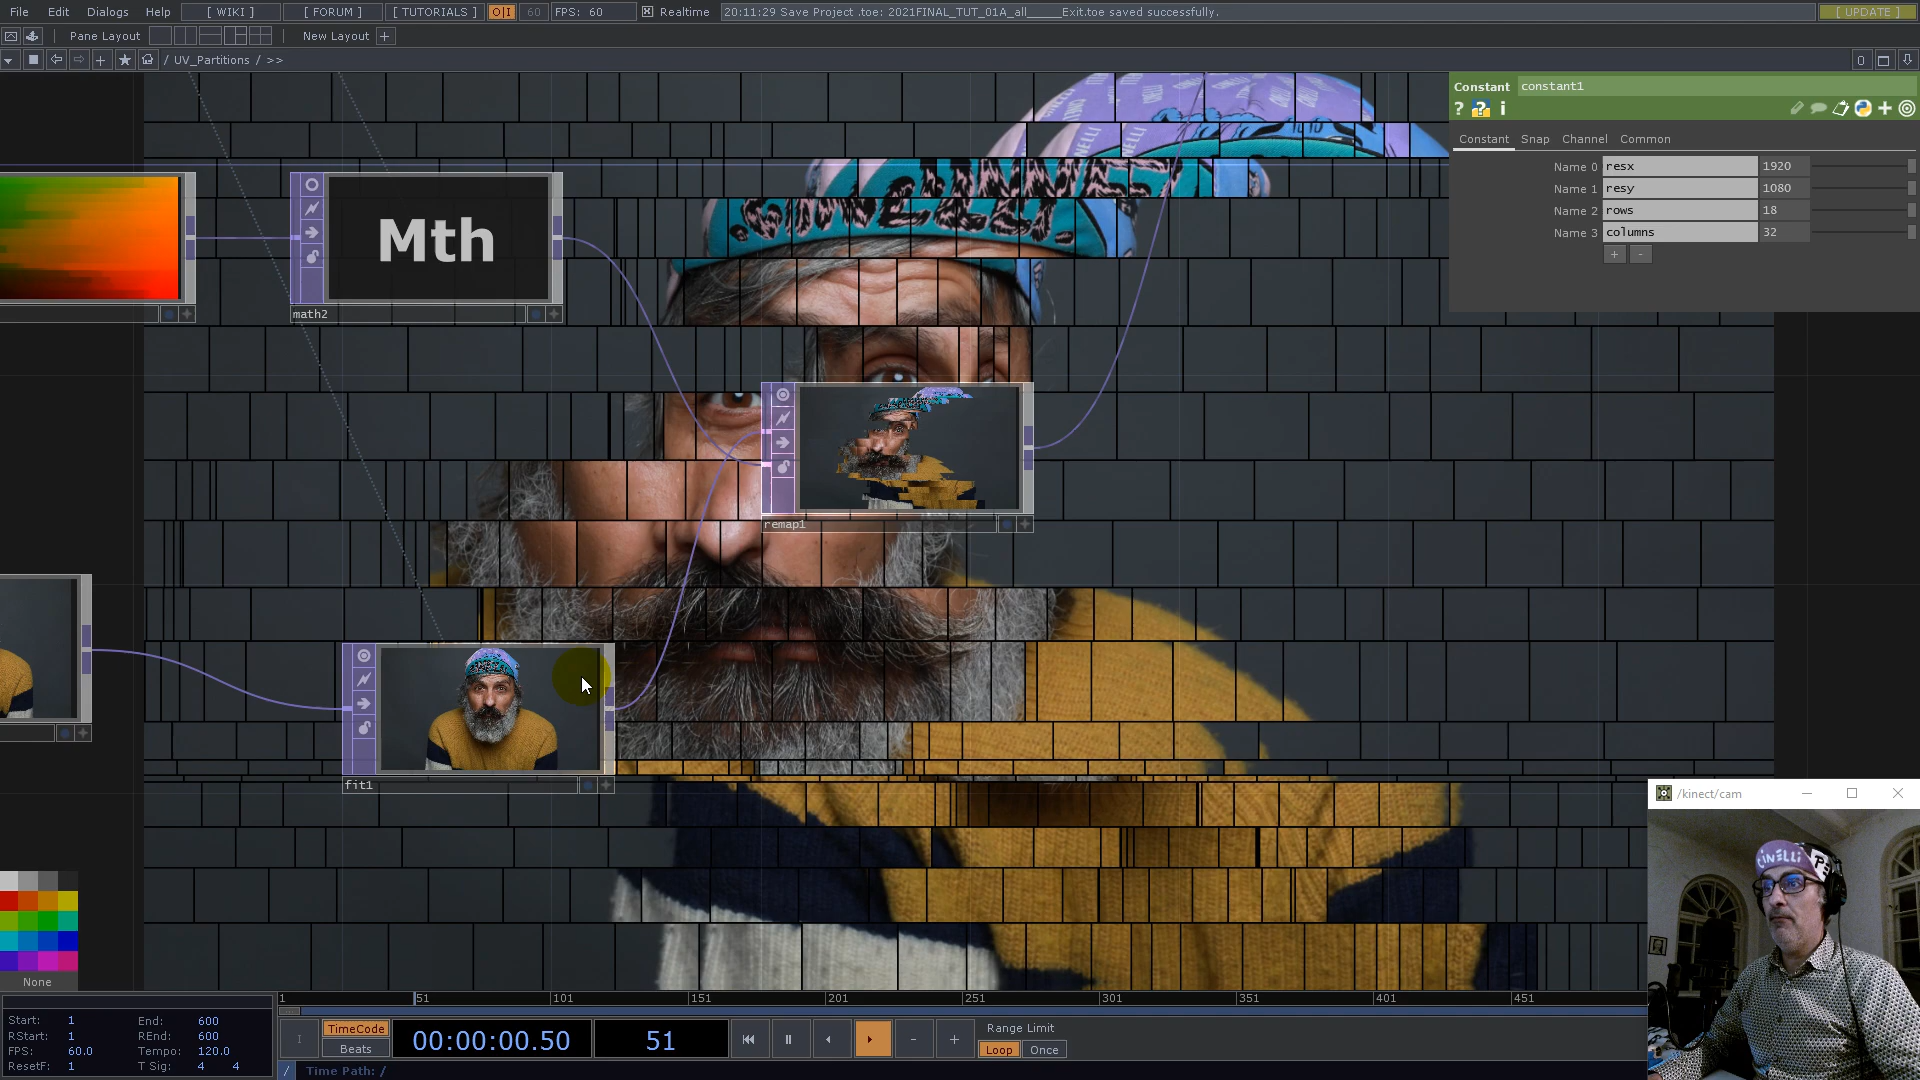 File Edit Dialogs Help [ WIKI ] [ FORUM ] [ TUTORIALS ] O|I 60 FPS: 60 Realtime 20:11:29 Save Project .toe: 2021FINAL_TUT_01A_all_____Exit.toe saved successfully. [ UPDATE ]
Pane Layout New Layout +
/ UV_Partitions / >> 0
Constant constant1
? ? i
Constant Snap Channel Common
Name 0 resx 1920
Name 1 resy 1080
Name 2 rows 18
Name 3 columns 32
+ -
CINELLI
Mth
math2
remap1
fit1
/kinect/cam
CINELLI
None
1 51 101 151 201 251 301 351 401 451
Start: 1 End: 600
RStart: 1 REnd: 600
FPS: 60.0 Tempo: 120.0
ResetF: 1 T Sig: 4 4
TimeCode
Beats
00:00:00.50 51
Range Limit
Loop Once
/ Time Path: /